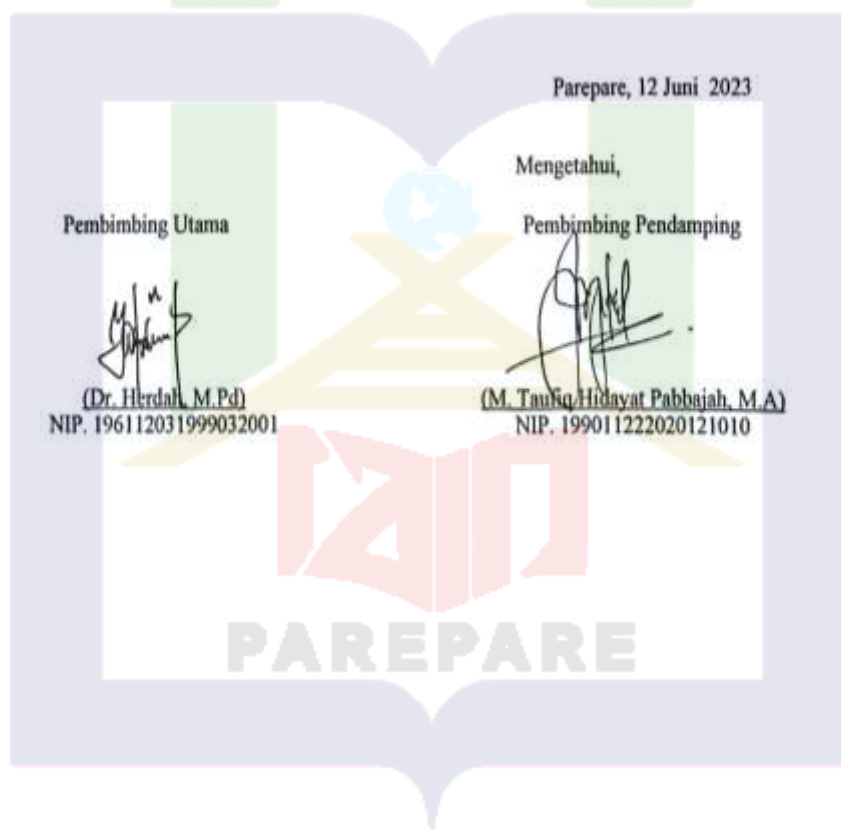 Parepare, 12 Juni 2023
Mengetahui,
Pembimbing Utama
Pembimbing Pendamping
(Dr. Herdah, M.Pd)
(M. Taufiq Hidayat Pabbajah, M.A)
NIP. 196112031999032001
NIP. 199011222020121010
iain
PAREPARE